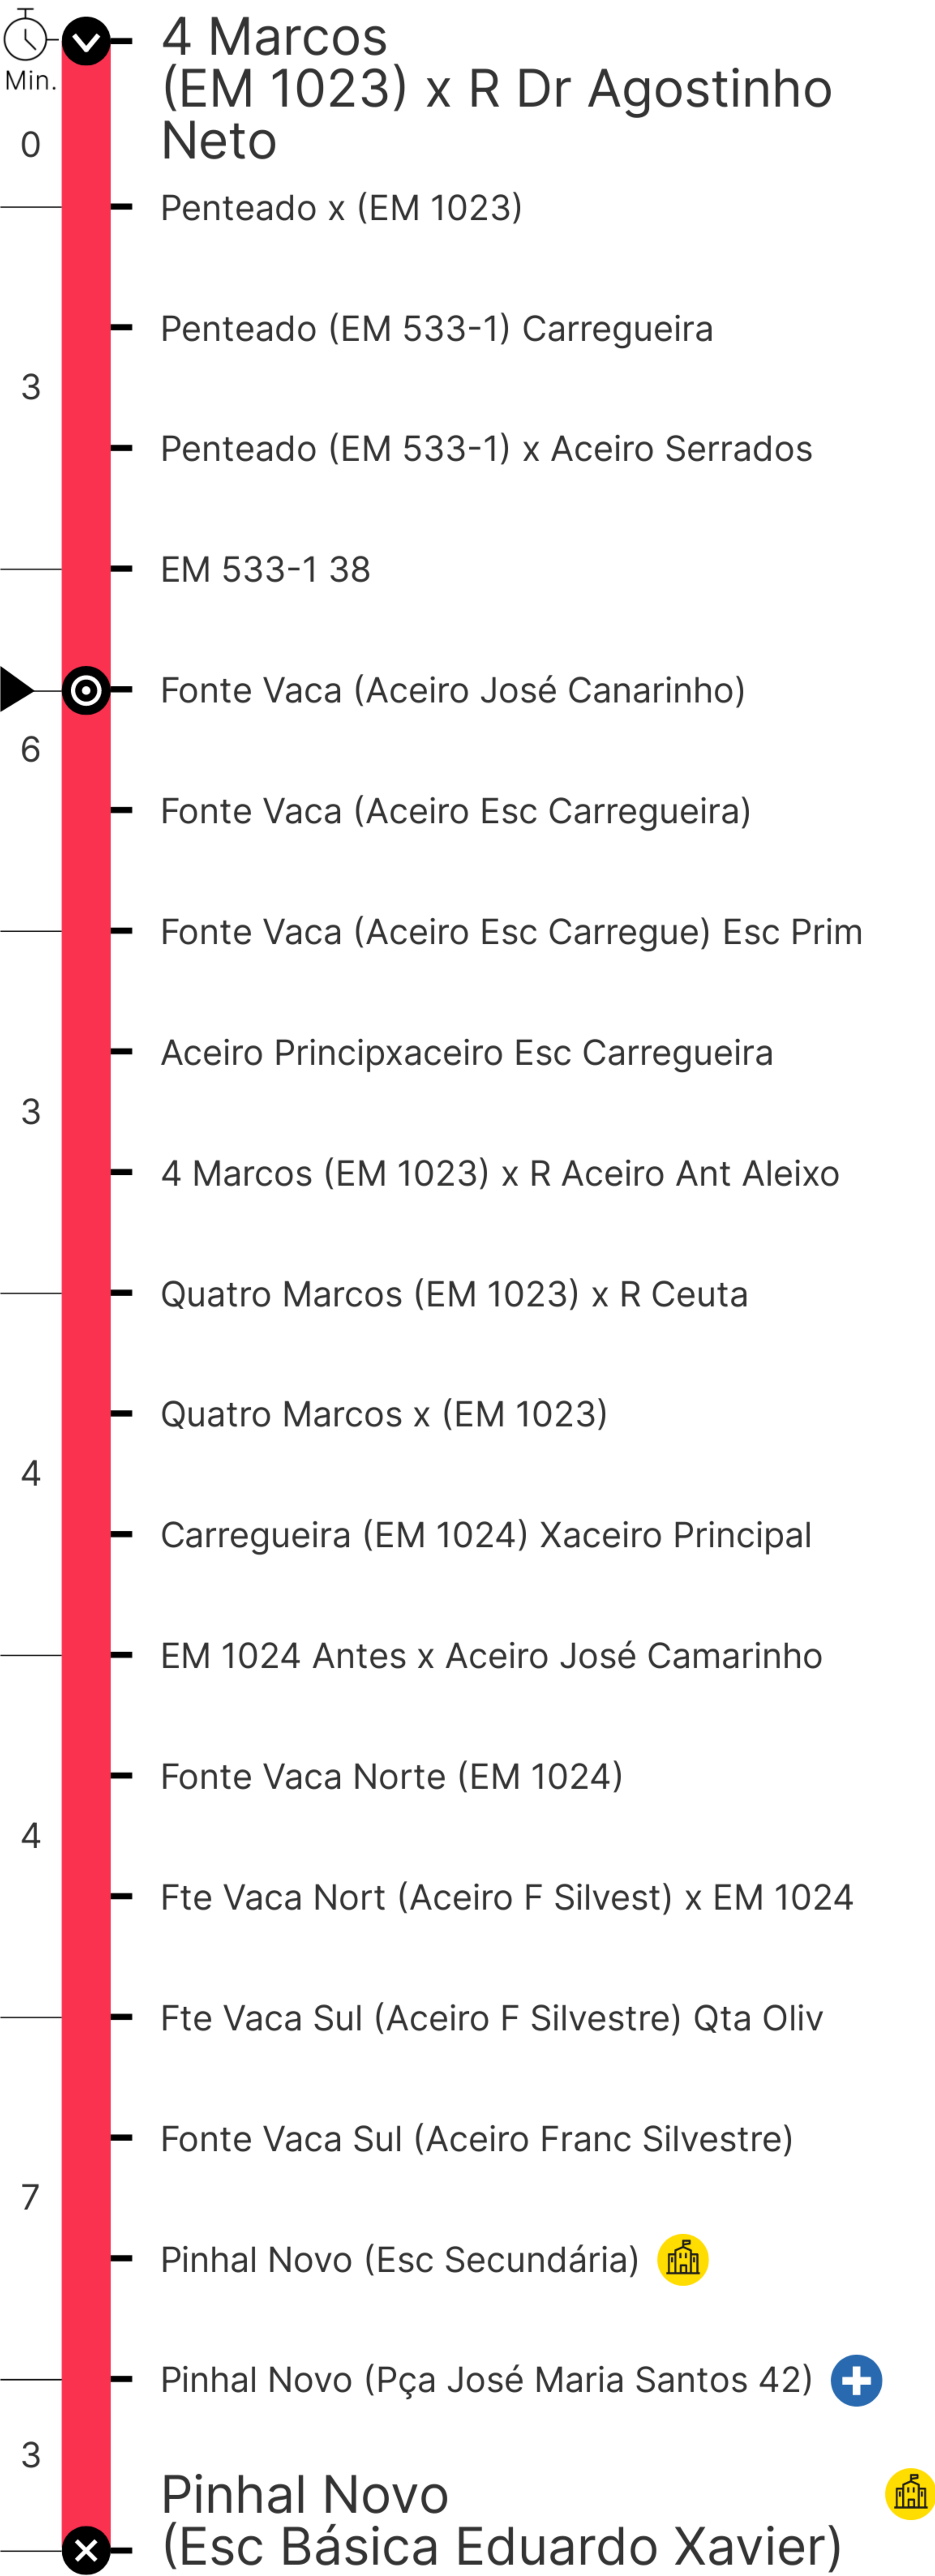 Min.
4 Marcos
(EM 1023) x R Dr Agostinho
Neto
0
Penteado x (EM 1023)
Penteado (EM 533-1) Carregueira
3
Penteado (EM 533-1) x Aceiro Serrados
EM 533-1 38
Fonte Vaca (Aceiro José Canarinho)
6
Fonte Vaca (Aceiro Esc Carregueira)
Fonte Vaca (Aceiro Esc Carregue) Esc Prim
Aceiro Principxaceiro Esc Carregueira
3
4 Marcos (EM 1023) x R Aceiro Ant Aleixo
Quatro Marcos (EM 1023) x R Ceuta
Quatro Marcos x (EM 1023)
4
Carregueira (EM 1024) Xaceiro Principal
EM 1024 Antes x Aceiro José Camarinho
Fonte Vaca Norte (EM 1024)
4
Fte Vaca Nort (Aceiro F Silvest) x EM 1024
Fte Vaca Sul (Aceiro F Silvestre) Qta Oliv
Fonte Vaca Sul (Aceiro Franc Silvestre)
7
Pinhal Novo (Esc Secundária)
Pinhal Novo (Pça José Maria Santos 42)
3
Pinhal Novo
(Esc Básica Eduardo Xavier)